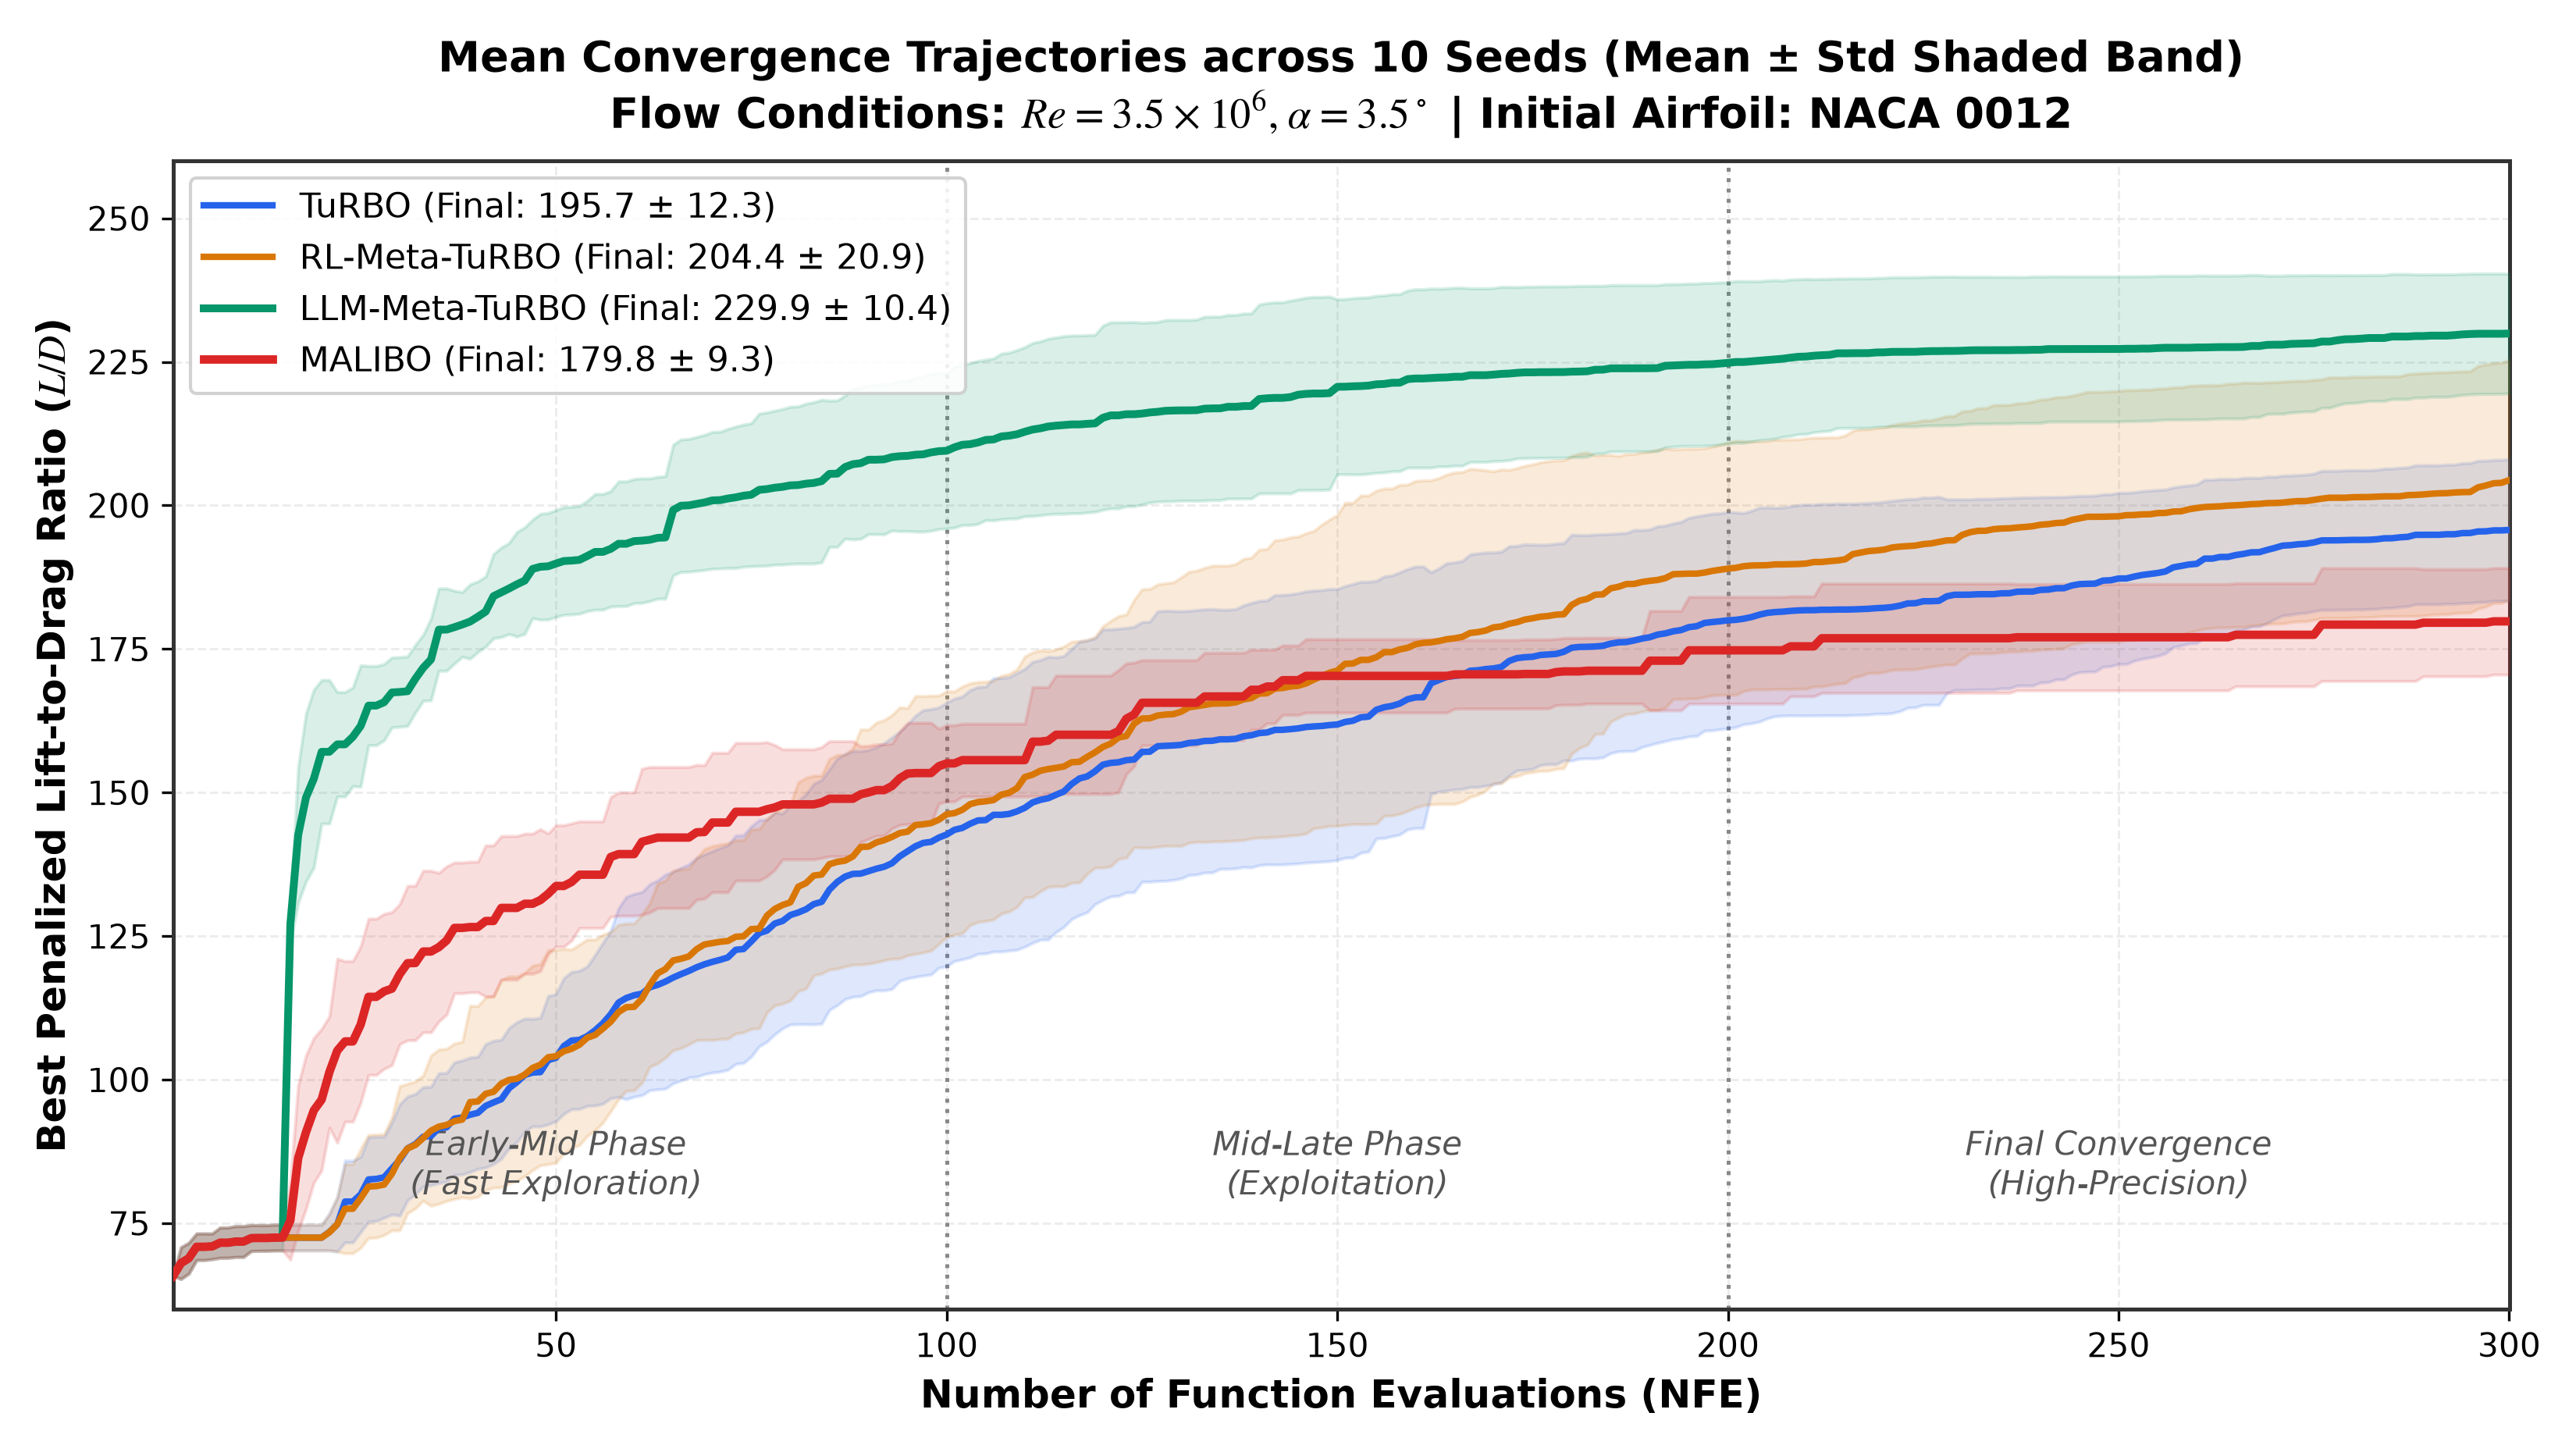 Mean Convergence Trajectories across 10 Seeds (Mean ± Std Shaded Band)
Flow Conditions: Re = 3.5 × 10⁶, α = 3.5° | Initial Airfoil: NACA 0012
TuRBO (Final: 195.7 ± 12.3)
RL-Meta-TuRBO (Final: 204.4 ± 20.9)
LLM-Meta-TuRBO (Final: 229.9 ± 10.4)
MALIBO (Final: 179.8 ± 9.3)
Best Penalized Lift-to-Drag Ratio (L/D)
250
225
200
175
150
125
100
75
Early-Mid Phase
(Fast Exploration)
Mid-Late Phase
(Exploitation)
Final Convergence
(High-Precision)
50
100
150
200
250
300
Number of Function Evaluations (NFE)